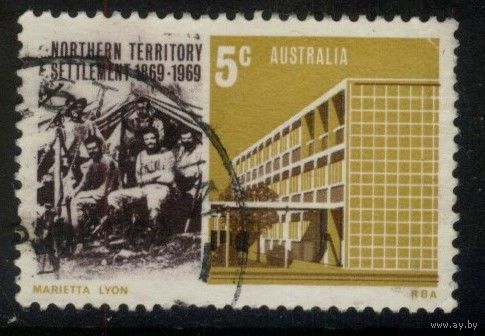 NORTHERN TERRITORY
SETTLEMENT 1869-1969
5c AUSTRALIA
MARIETTA LYON
RBA
www.ay.by